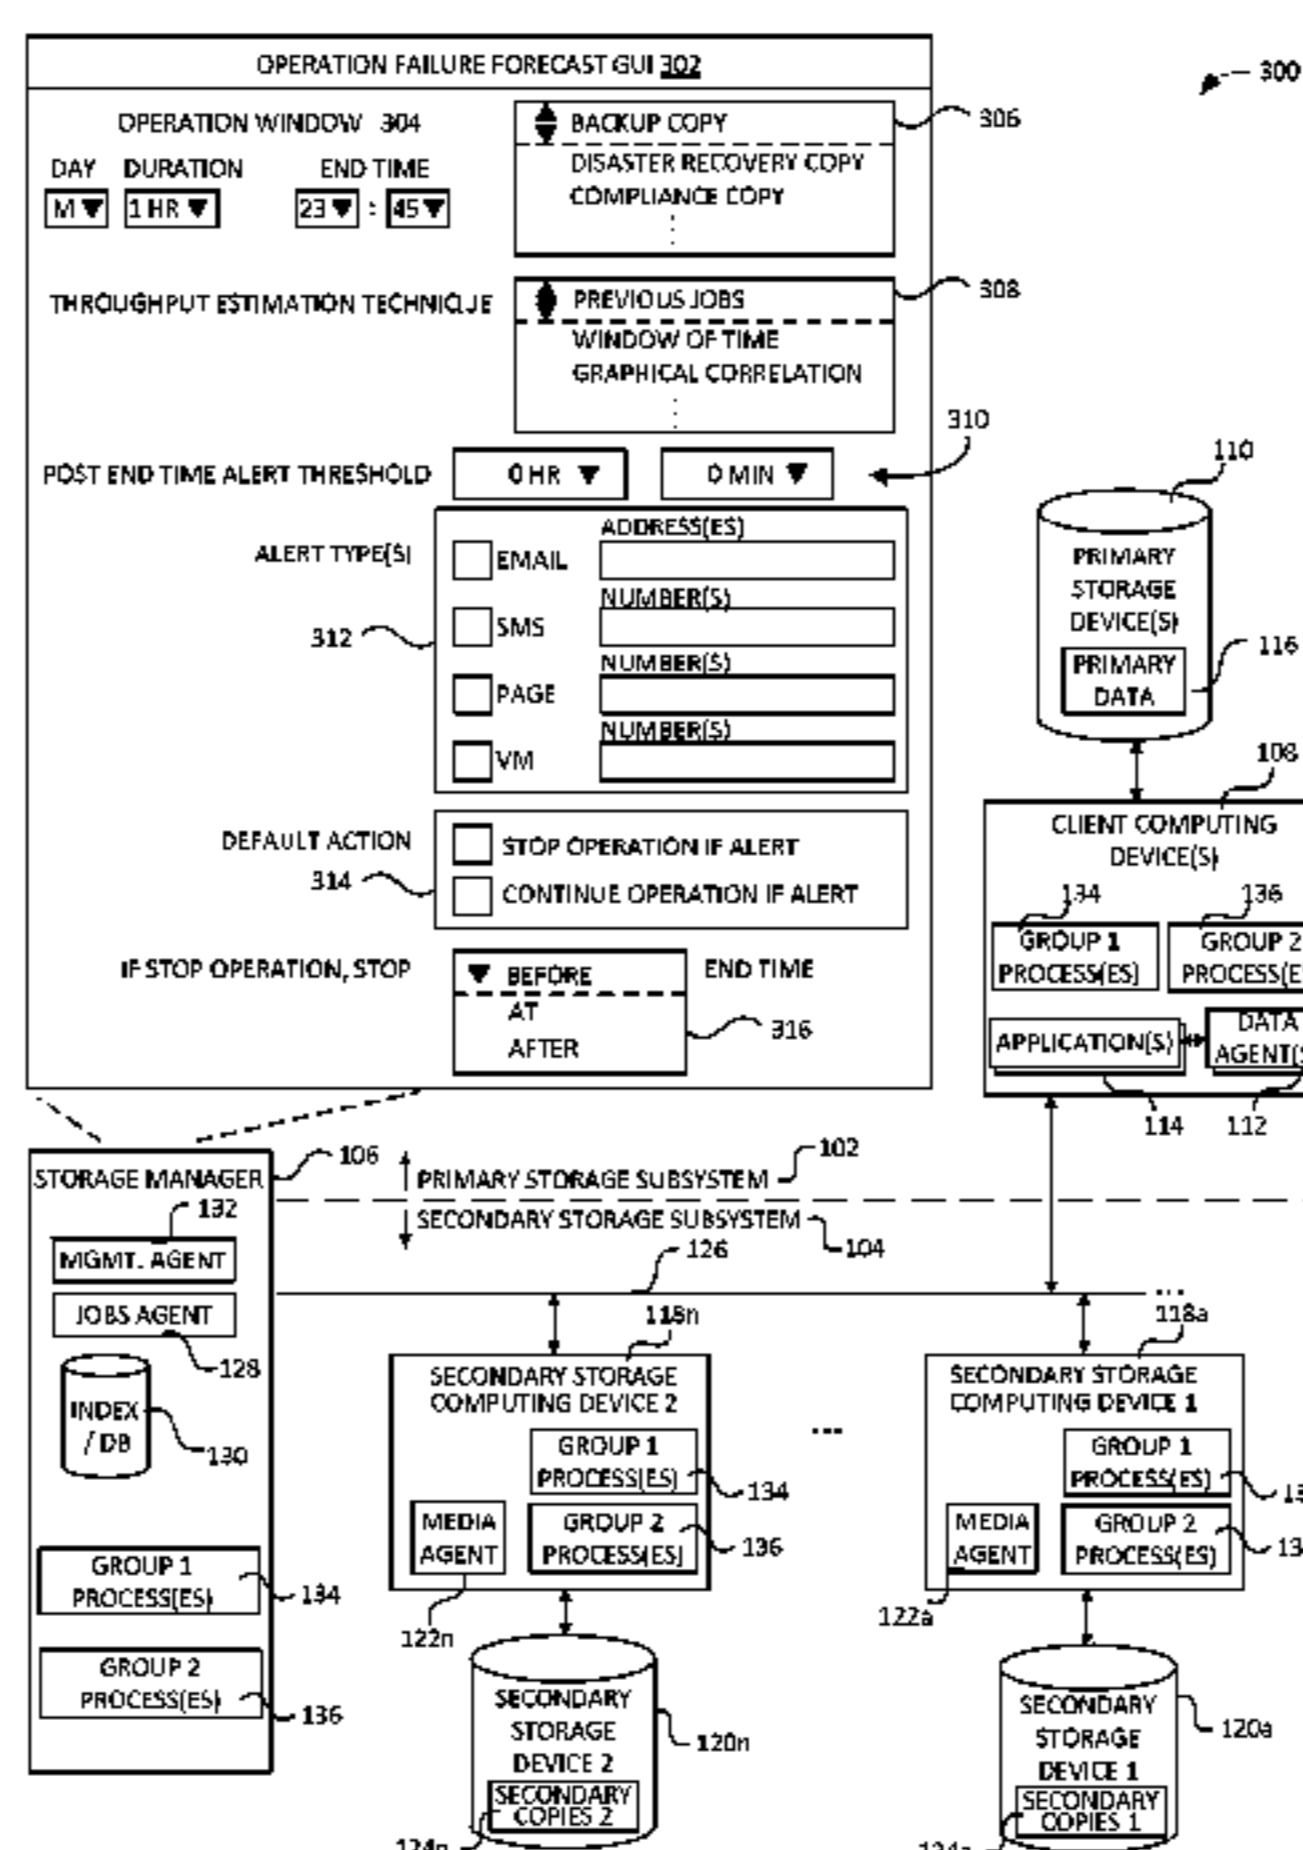 OPERATION FAILURE FORECAST GUI 302
300
OPERATION WINDOW 304
DAY DURATION END TIME
M 1 HR 23 : 45
BACKUP COPY
DISASTER RECOVERY COPY
COMPLIANCE COPY
306
THROUGHPUT ESTIMATION TECHNIQUE
PREVIOUS JOBS
WINDOW OF TIME
GRAPHICAL CORRELATION
308
310
POST END TIME ALERT THRESHOLD 0 HR 0 MIN
ALERT TYPE(S)
312
ADDRESS(ES)
EMAIL
NUMBER(S)
SMS
NUMBER(S)
PAGE
NUMBER(S)
VM
DEFAULT ACTION
314
STOP OPERATION IF ALERT
CONTINUE OPERATION IF ALERT
IF STOP OPERATION, STOP
BEFORE
AT
AFTER
END TIME
316
110
PRIMARY
STORAGE
DEVICE(S)
PRIMARY
DATA
116
108
CLIENT COMPUTING
DEVICE(S)
134
136
GROUP 1
PROCESS(ES)
GROUP 2
APPLICATION(S)
DATA
114
112
STORAGE MANAGER
106
132
MGMT. AGENT
JOBS AGENT
128
INDEX
/ DB
130
GROUP 1
PROCESS(ES)
134
GROUP 2
PROCESS(ES)
136
PRIMARY STORAGE SUBSYSTEM
102
SECONDARY STORAGE SUBSYSTEM
104
126
...
118n
SECONDARY STORAGE
COMPUTING DEVICE 2
GROUP 1
PROCESS(ES)
134
MEDIA
AGENT
GROUP 2
PROCESS(ES)
136
122n
SECONDARY
STORAGE
DEVICE 2
120n
SECONDARY
COPIES 2
...
118a
SECONDARY STORAGE
COMPUTING DEVICE 1
GROUP 1
PROCESS(ES)
MEDIA
AGENT
GROUP 2
PROCESS(ES)
122a
SECONDARY
STORAGE
DEVICE 1
120a
SECONDARY
COPIES 1